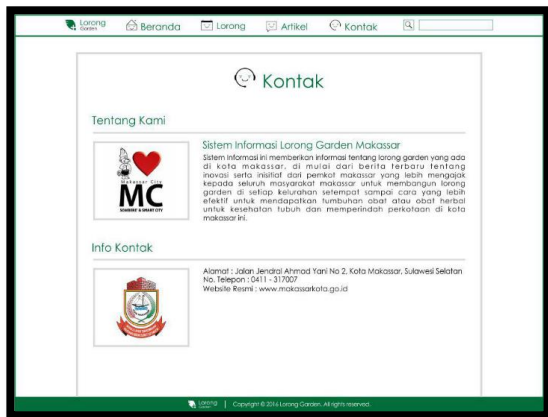 Lorong
Garden
Beranda
Lorong
Artikel
Kontak
Kontak
Tentang Kami
Makassar City
MC
SOMBERE' & SMART CITY
Sistem Informasi Lorong Garden Makassar
Sistem Informasi ini memberikan informasi tentang lorong garden yang ada
di kota makassar, di mulai dari berita terbaru tentang
inovasi serta inisitiaf dari pemkot makassar yang lebih mengajak
kepada seluruh masyarakat makassar untuk membangun lorong
garden di setiap kelurahan setempat sampai cara yang lebih
efektif untuk mendapatkan tumbuhan obat atau obat herbal
untuk kesehatan tubuh dan memperindah perkotaan di kota
makassar ini.
Info Kontak
Alamat : Jalan Jendral Ahmad Yani No 2, Kota Makassar, Sulawesi Selatan
No. Telepon : 0411 - 317007
Website Resmi : www.makassarkota.go.id
Lorong
Garden
Copyright © 2016 Lorong Garden. All rights reserved.